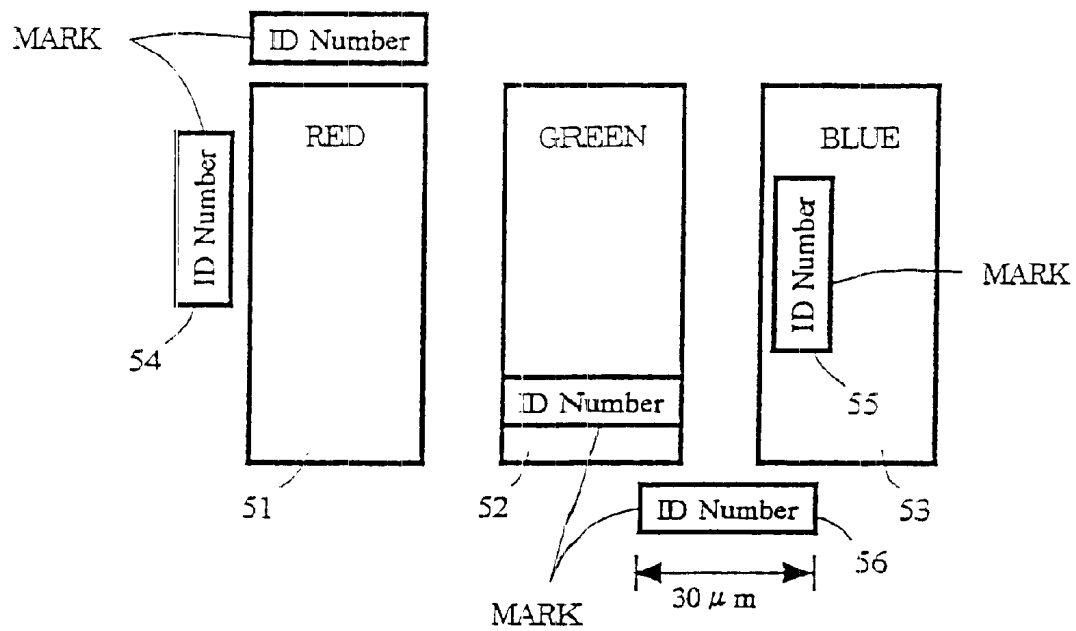 MARK
ID Number
RED
GREEN
BLUE
ID Number
ID Number
MARK
54
ID Number
55
51
52
53
ID Number
56
30 μm
MARK